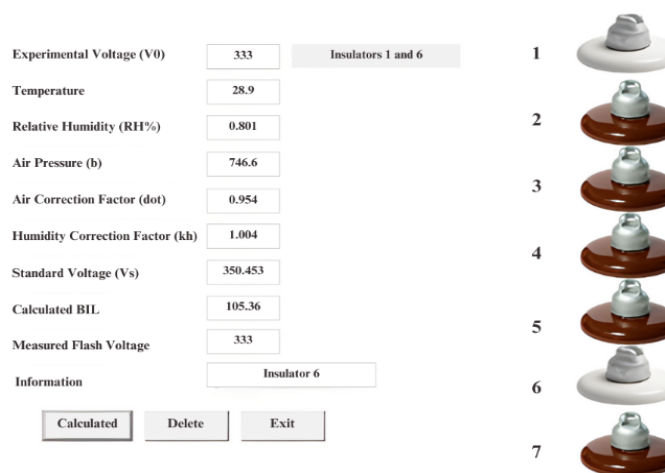 Experimental Voltage (V0) 333 Insulators 1 and 6
Temperature 28.9
Relative Humidity (RH%) 0.801
Air Pressure (b) 746.6
Air Correction Factor (dot) 0.954
Humidity Correction Factor (kh) 1.004
Standard Voltage (Vs) 350.453
Calculated BIL 105.36
Measured Flash Voltage 333
Information Insulator 6
Calculated Delete Exit
1
2
3
4
5
6
7